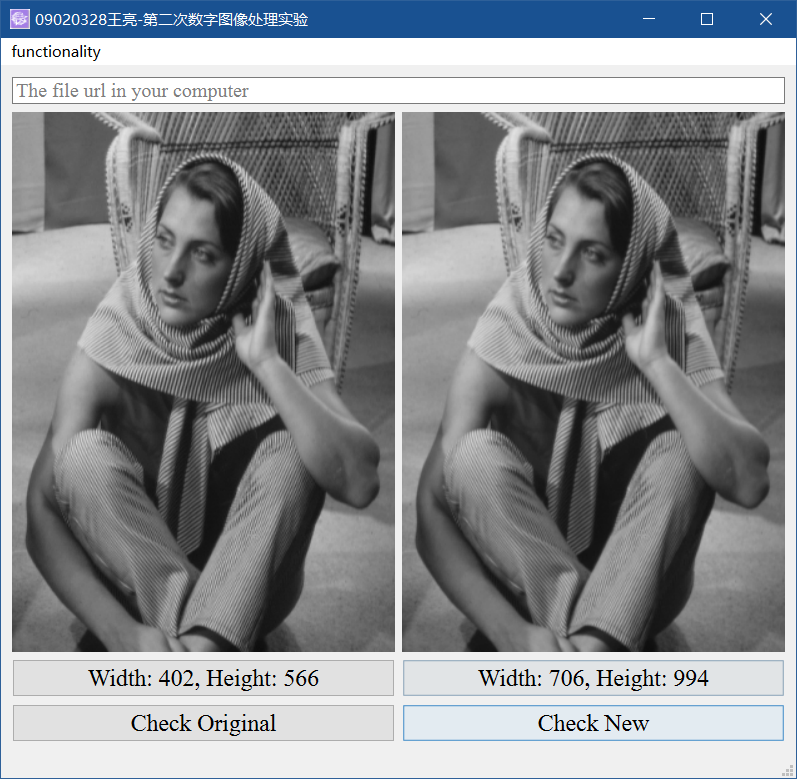 09020328王亮-第二次数字图像处理实验
functionality
The file url in your computer
Width: 402, Height: 566
Width: 706, Height: 994
Check Original
Check New